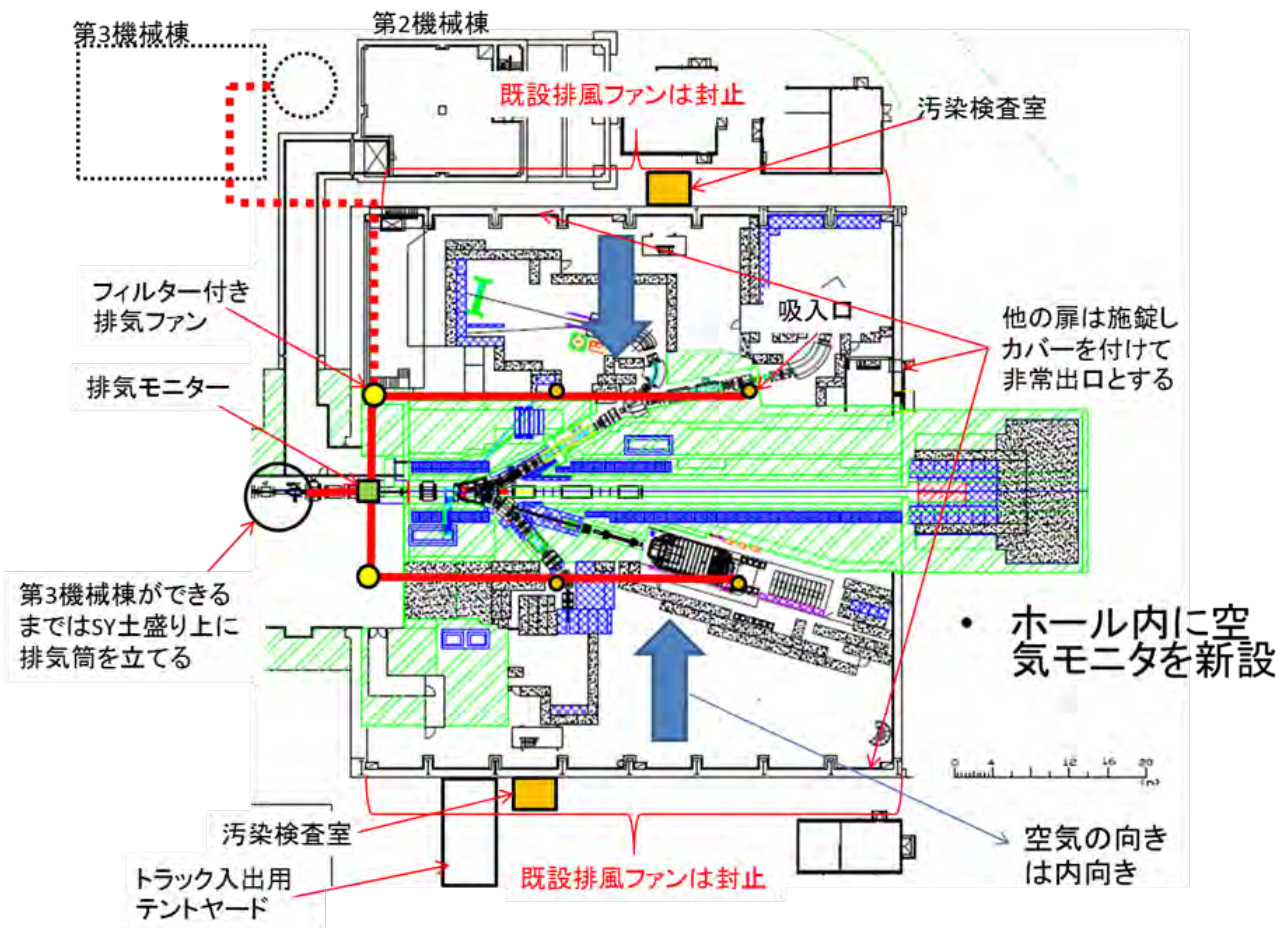 第3機械棟
第2機械棟
既設排風ファンは封止
汚染検査室
フィルター付き
排気ファン
吸入口
他の扉は施錠し
カバーを付けて
非常出口とする
排気モニター
第3機械棟ができる
まではSY土盛り上に
排気筒を立てる
• ホール内に空
気モニタを新設
0 4 12 16 20
(m)
汚染検査室
空気の向き
は内向き
トラック入出用
テントヤード
既設排風ファンは封止